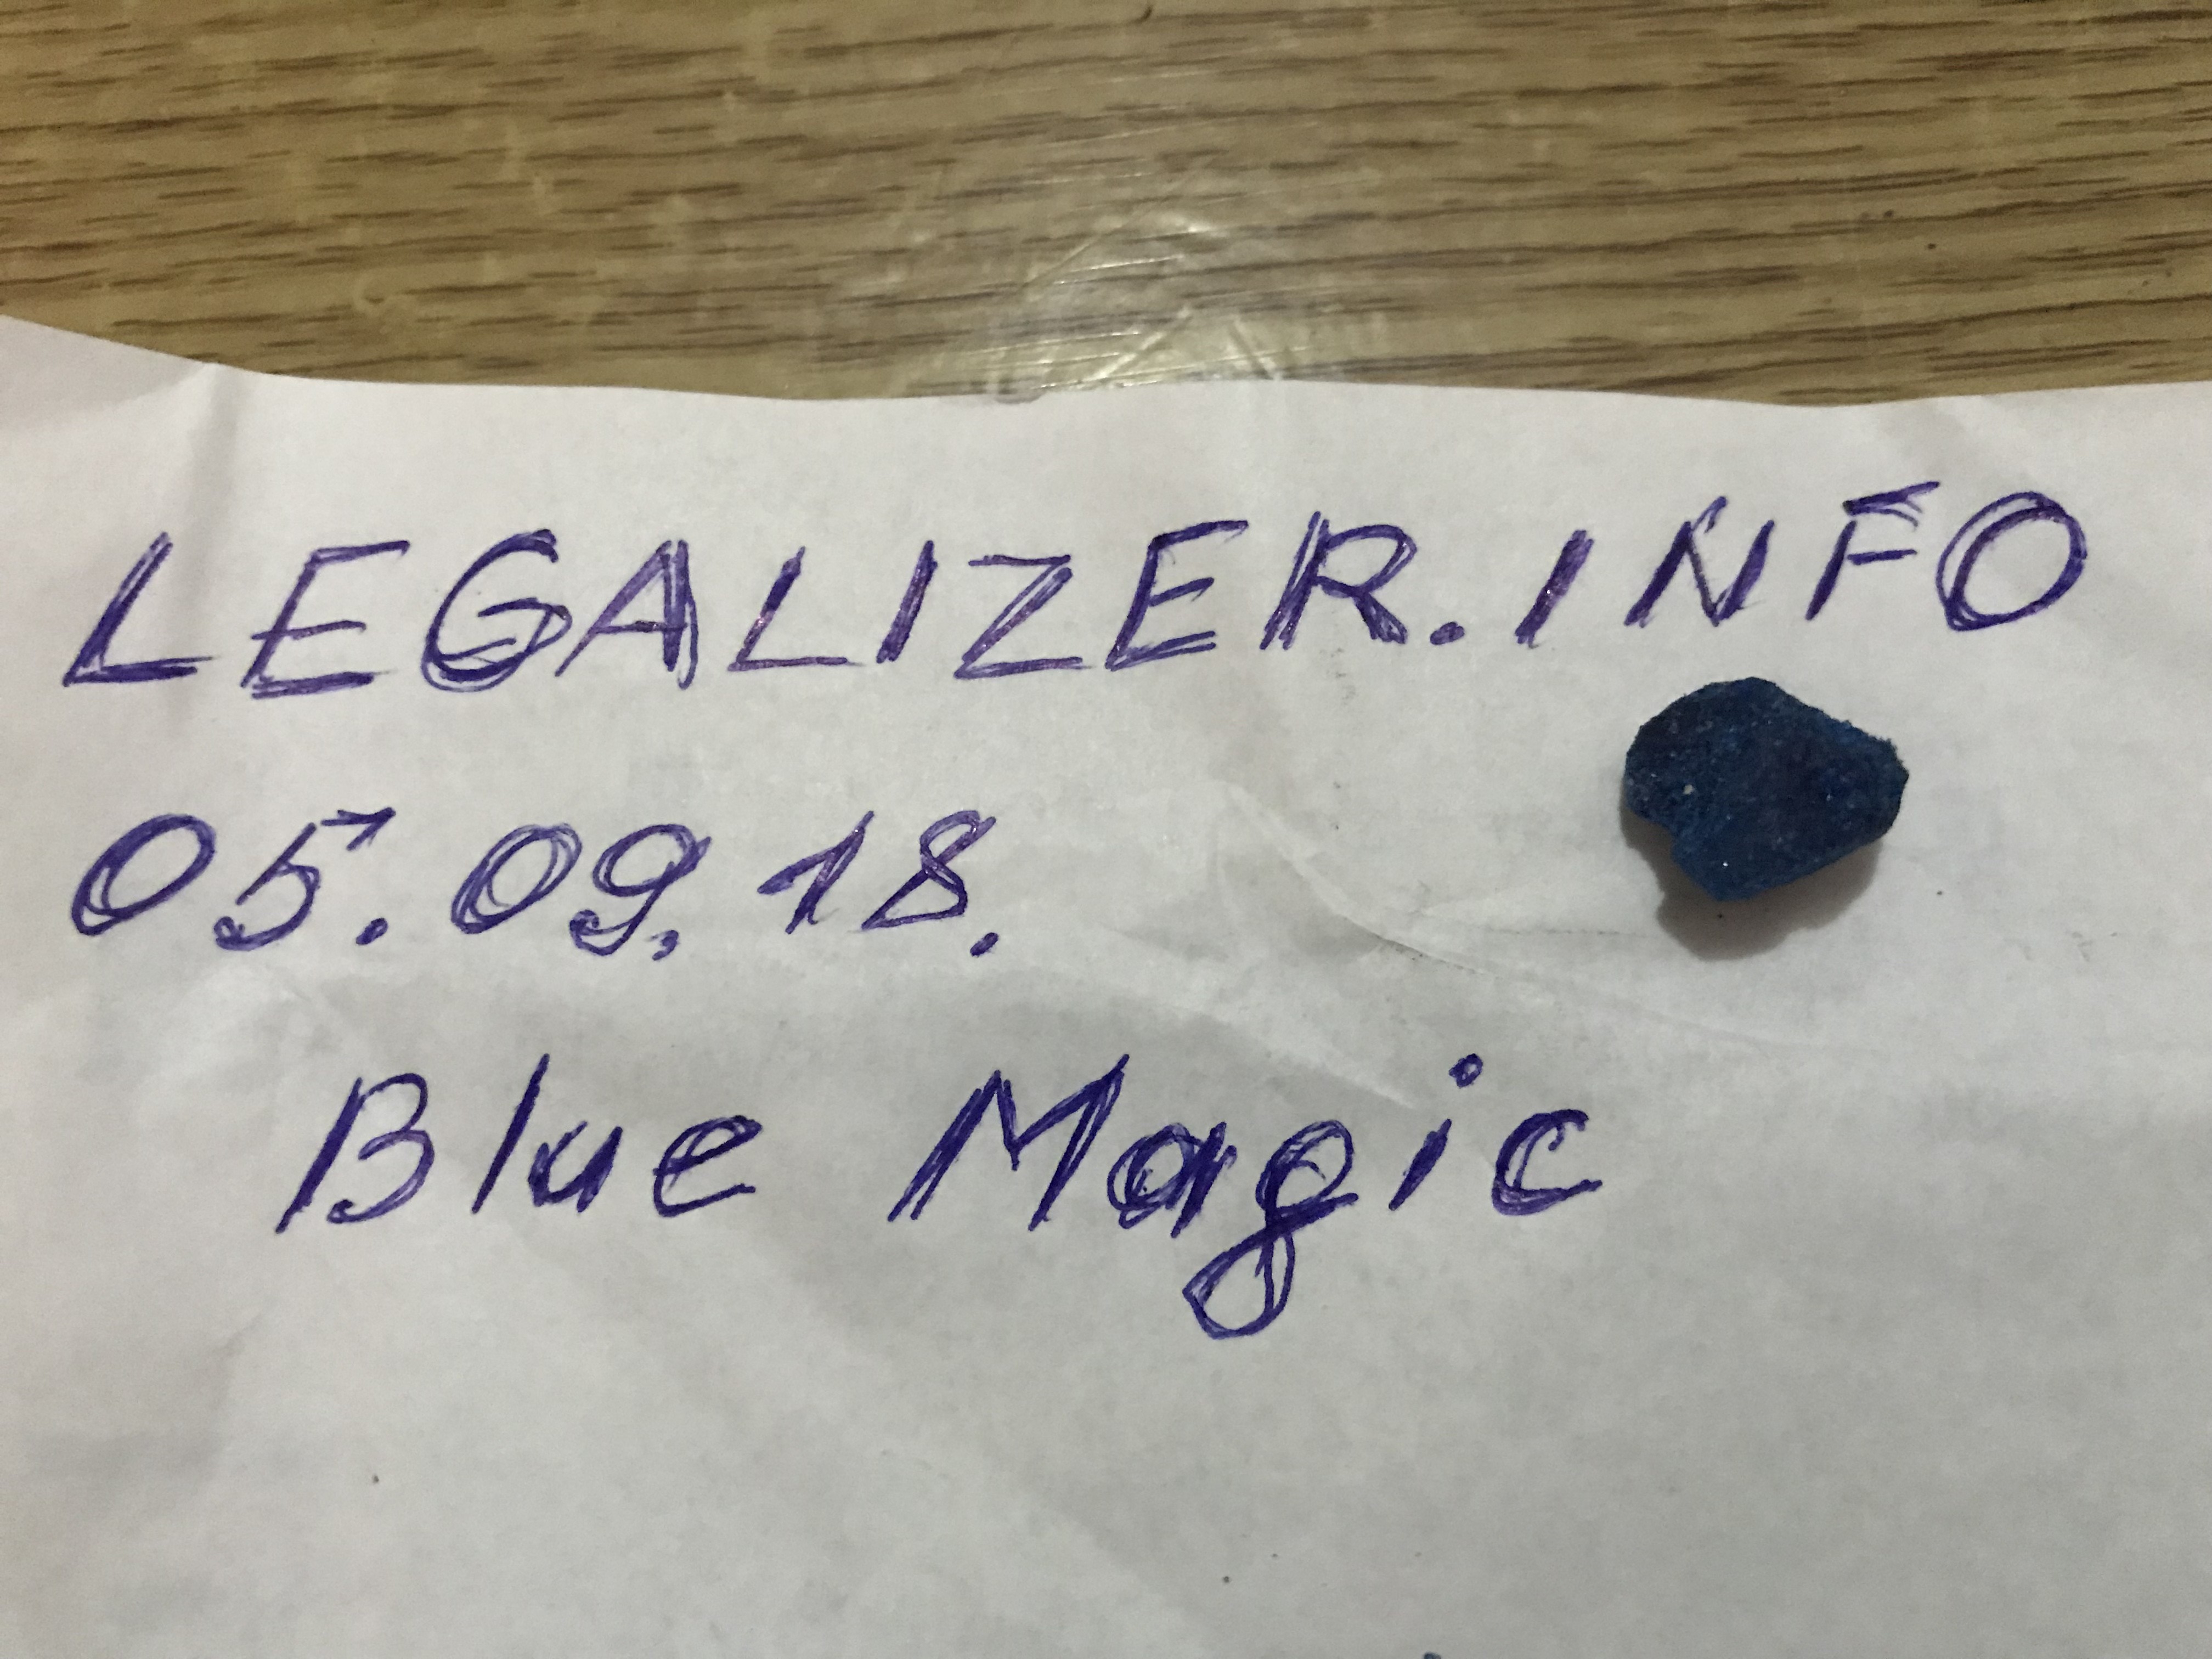 LEGALIZER.INFO
05.09.18.
Blue Magic